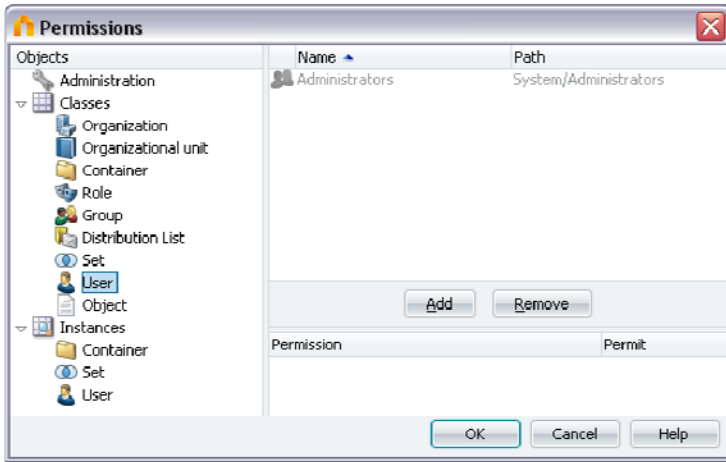 Permissions
Objects
Name
Path
Administration
Administrators
System/Administrators
Classes
Organization
Organizational unit
Container
Role
Group
Distribution List
Set
User
Object
Add
Remove
Instances
Container
Set
User
Permission
Permit
OK
Cancel
Help